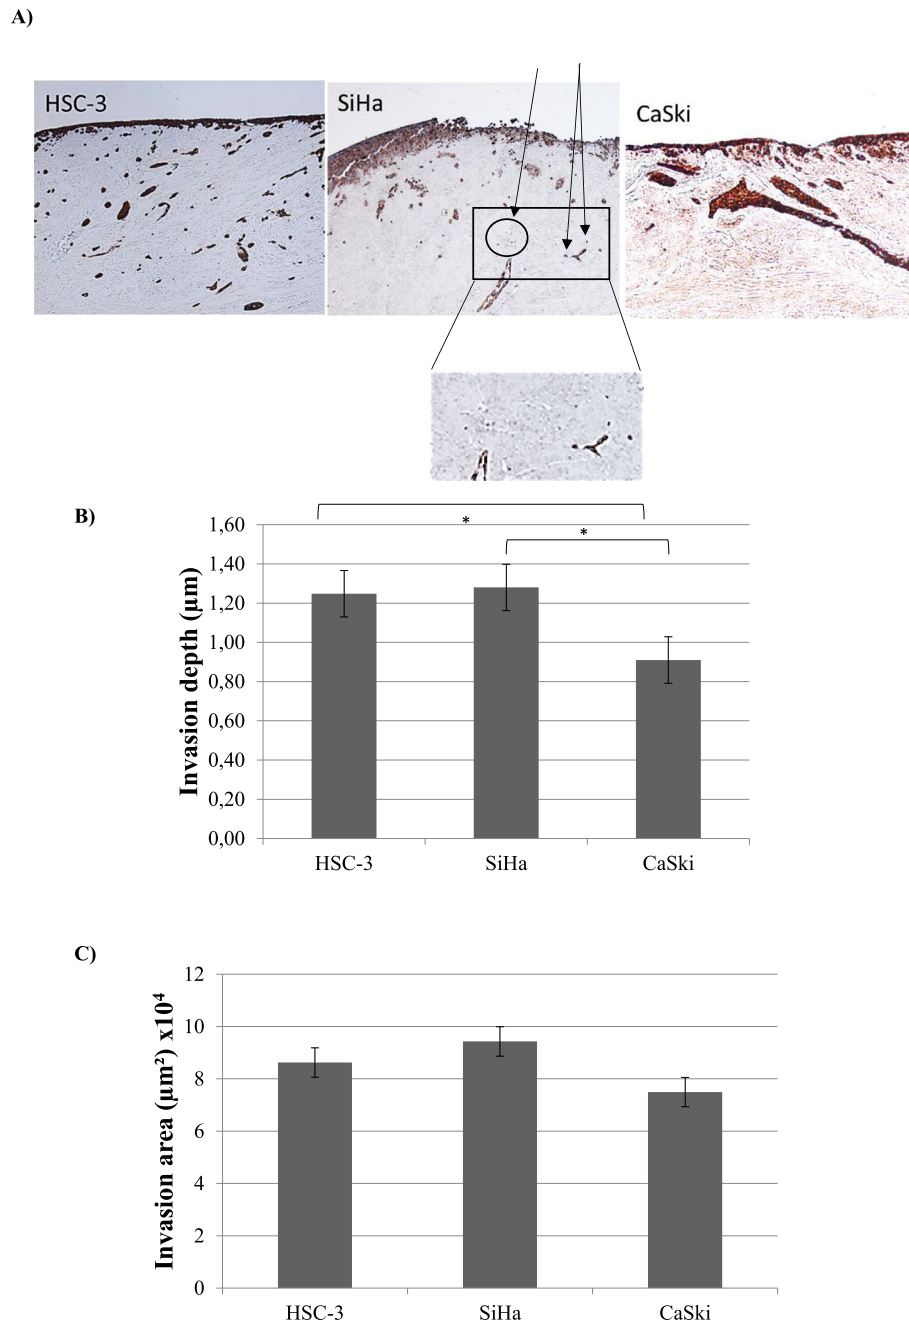 A)
HSC-3
SiHa
CaSki
B)
*
*
1,60
1,40
1,20
1,00
0,80
0,60
0,40
0,20
0,00
Invasion depth (µm)
HSC-3 SiHa CaSki
C)
12
10
8
6
4
2
0
Invasion area (µm²) x10⁴
HSC-3 SiHa CaSki